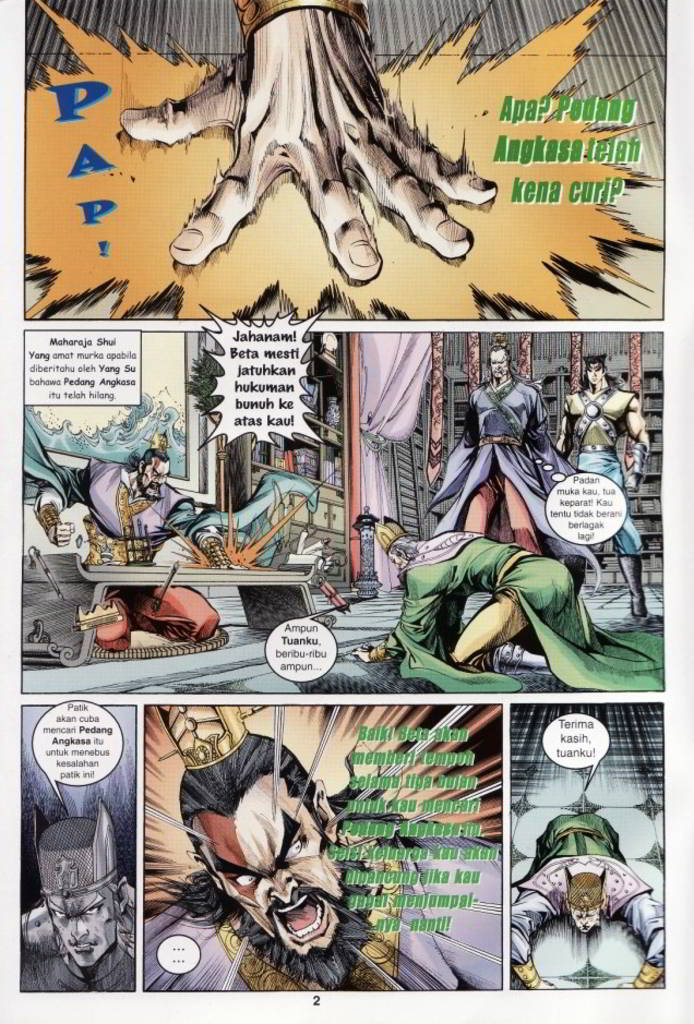 PAP!
Apa? Pedang
Angkasa telah
kena curi?
Maharaja Shui
Yang amat murka apabila
diberitahu oleh Yang Su
bahawa Pedang Angkasa
itu telah hilang.
Jahanam!
Beta mesti
jatuhkan
hukuman
bunuh ke
atas kau!
Padan
muka kau, tua
keparat! Kau
tentu tidak berani
berlagak
lagi!
Ampun
Tuanku,
beribu-ribu
ampun...
Patik
akan cuba
mencari Pedang
Angkasa itu
untuk menebus
kesalahan
patik ini!
Baik! Beta akan
memberi tempoh
selama tiga bulan
untuk kau mencari
Pedang Angkasa itu.
Seisi keluarga kau akan
dipancung jika kau
gagal menjumpai-
nya nanti!
...
...
Terima
kasih,
tuanku!
2